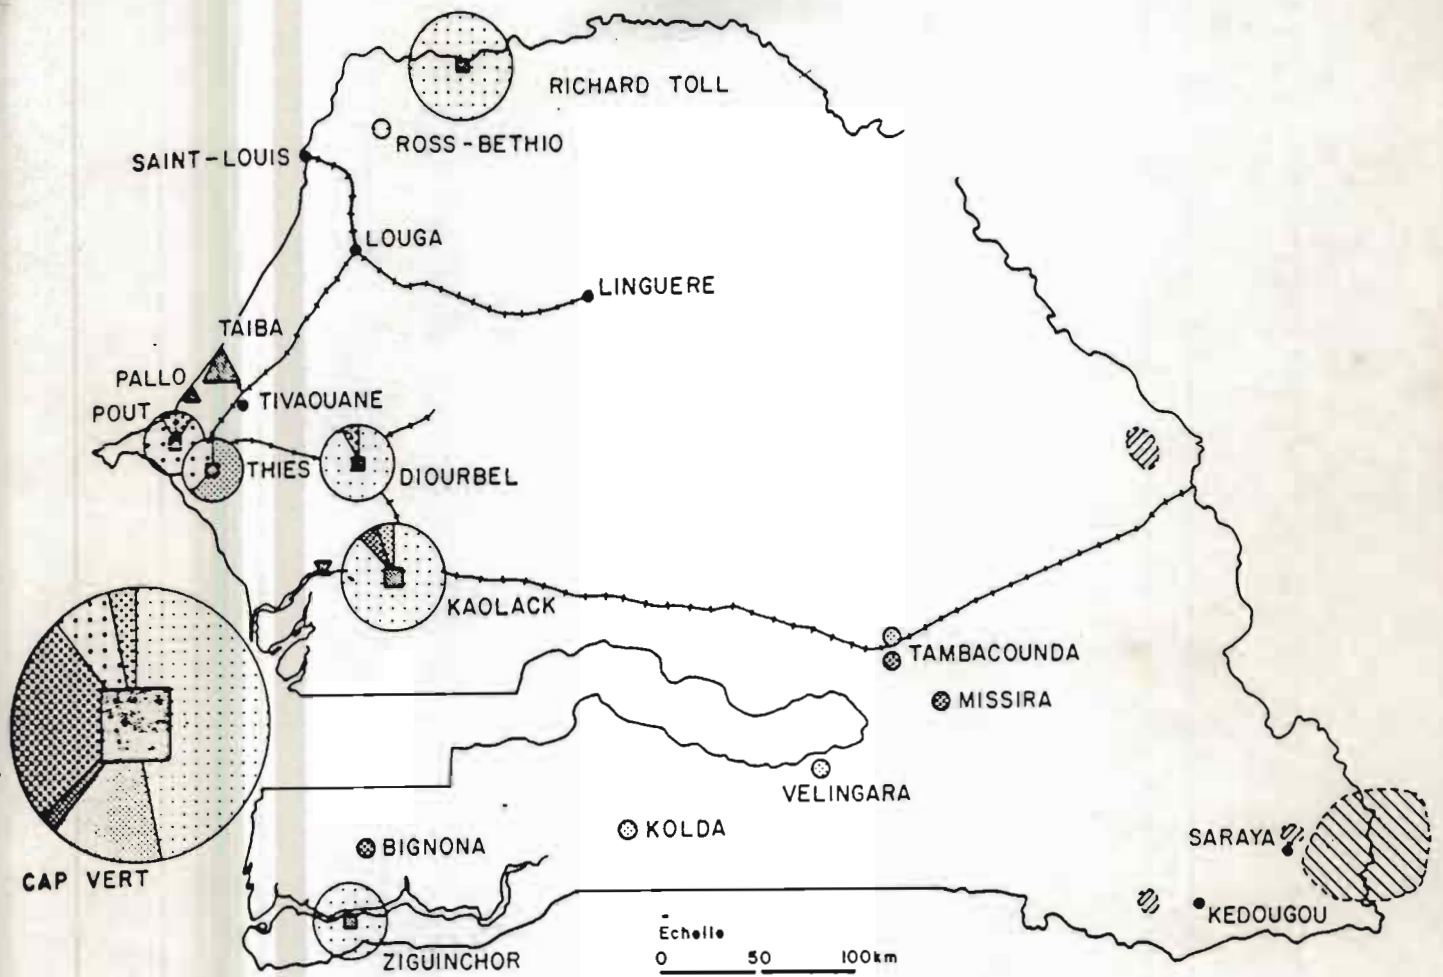 RICHARD TOLL
ROSS-BETHIO
SAINT-LOUIS
LOUGA
LINGUERE
TAIBA
PALLO
POUT
TIVAOUANE
THIES
DIOURBEL
KAOLACK
TAMBACOUNDA
MISSIRA
VELINGARA
KOLDA
SARAYA
BIGNONA
CAP VERT
KEDOUGOU
ZIGUINCHOR
Echelle
0 50 100km